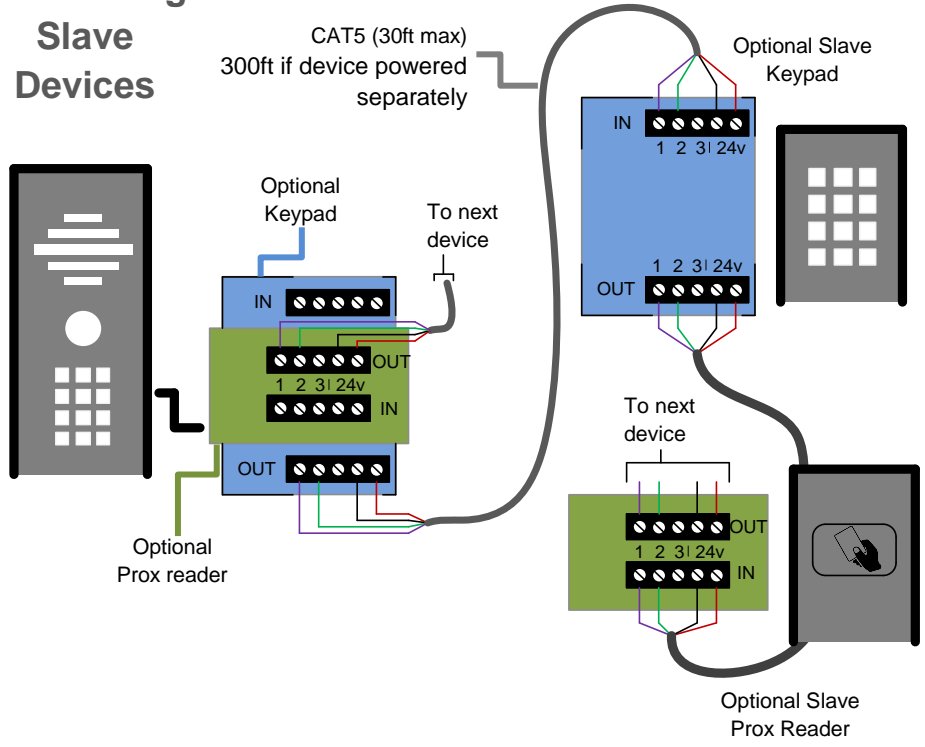 Slave
Devices
CAT5 (30ft max)
300ft if device powered
separately
Optional Slave
Keypad
IN
1 2 3 24v
1 2 3 24v
OUT
Optional
Keypad
To next
device
IN
OUT
1 2 3 24v
IN
OUT
Optional
Prox reader
To next
device
OUT
1 2 3 24v
IN
Optional Slave
Prox Reader